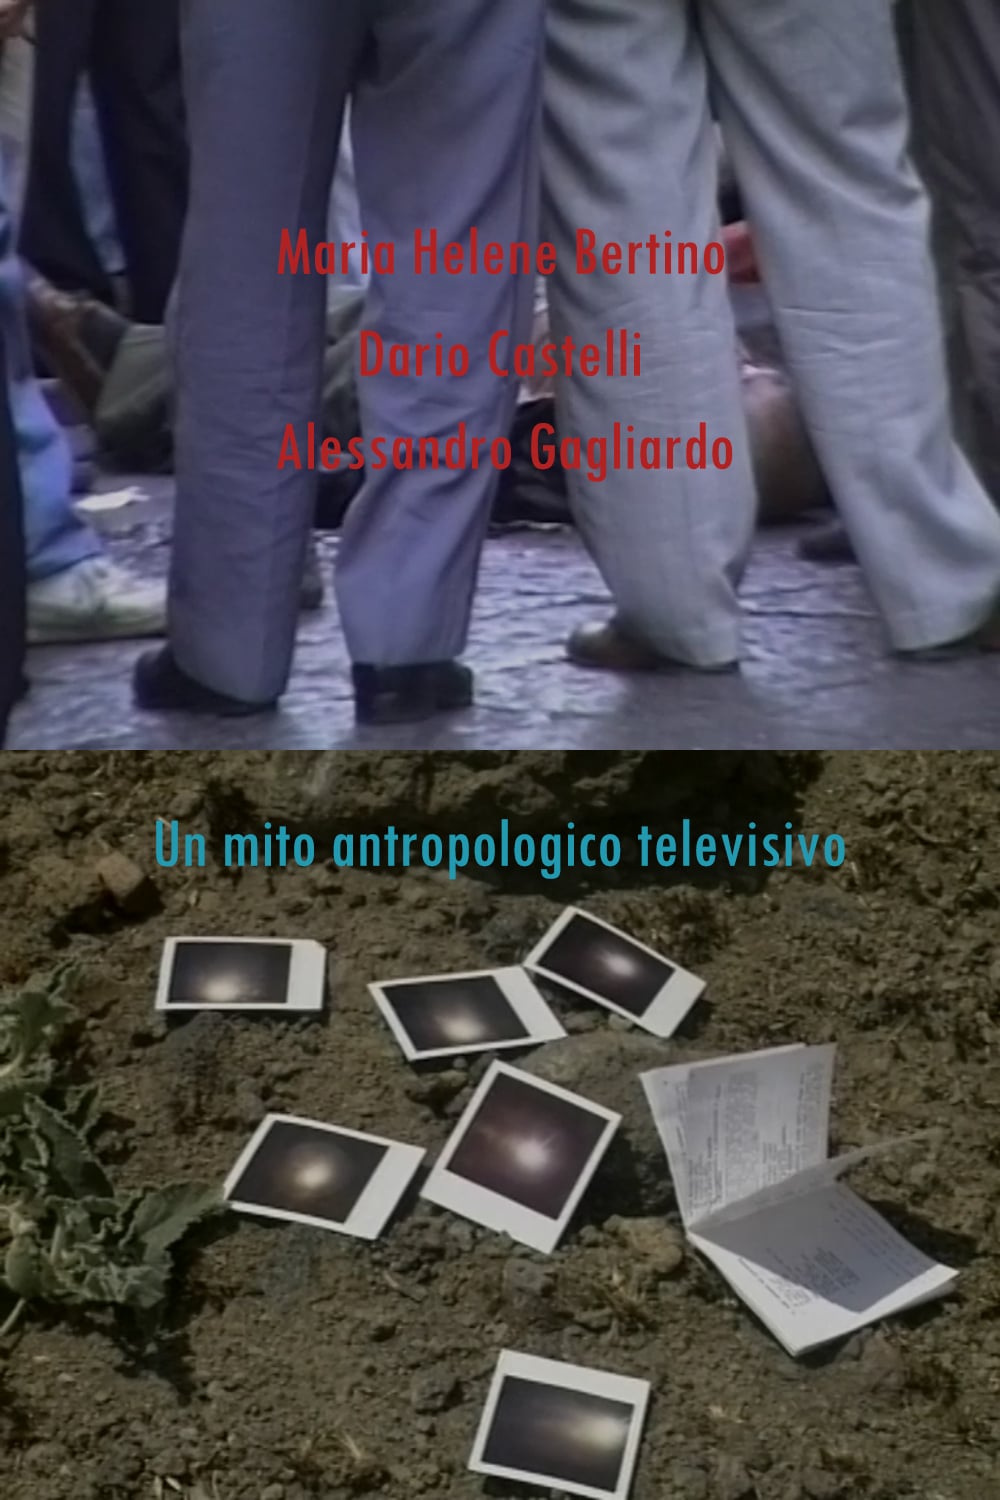 Maria Helene Bertino
Dario Castelli
Alessandro Gagliardo
Un mito antropologico televisivo